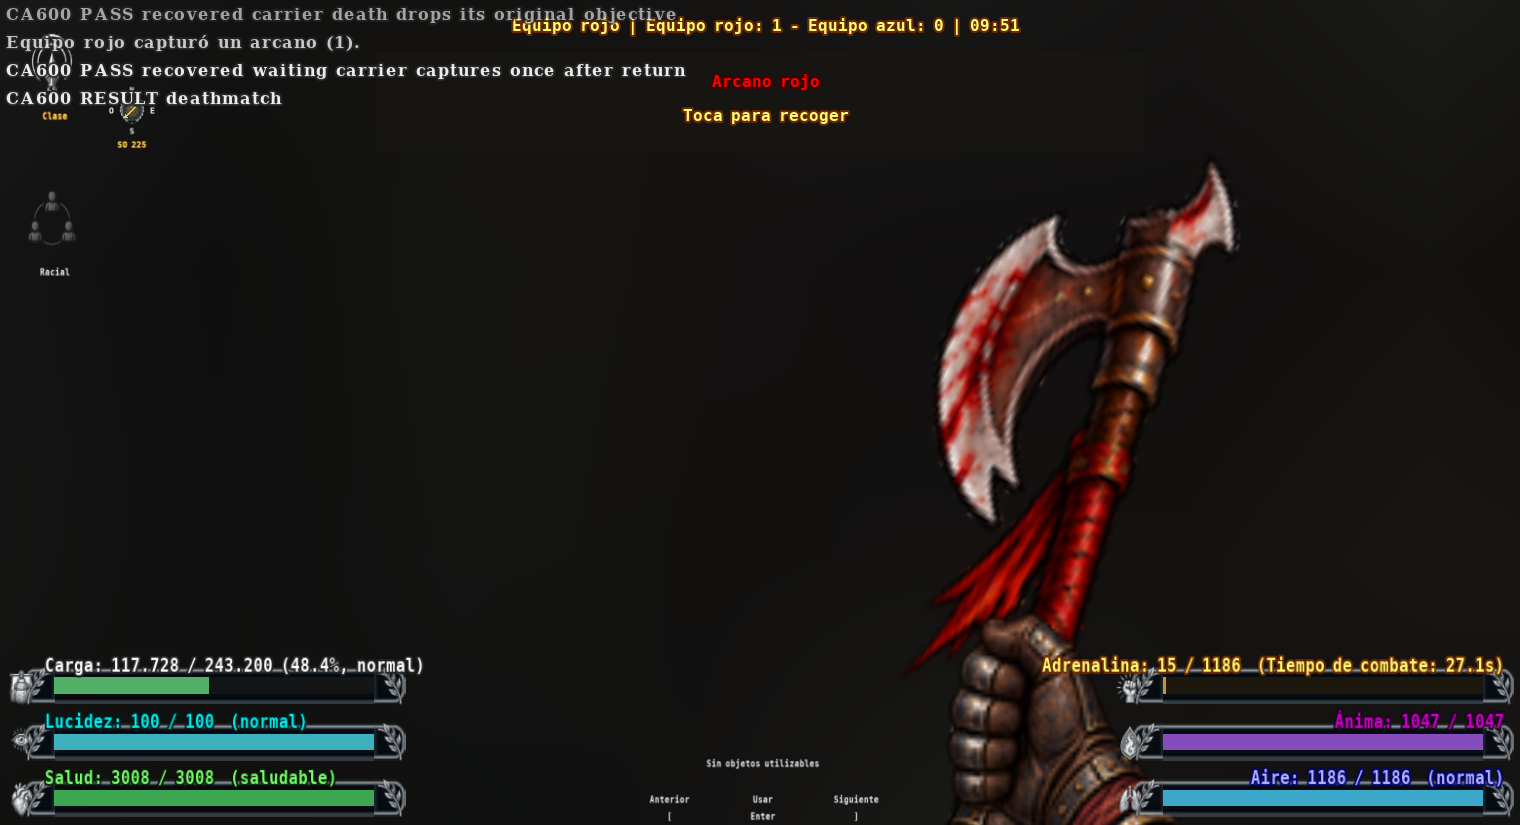 CA600 PASS recovered carrier death drops its original objective
Equipo rojo | Equipo rojo: 1 - Equipo azul: 0 | 09:51
Equipo rojo capturó un arcano (1).
CA600 PASS recovered waiting carrier captures once after return
Arcano rojo
CA600 RESULT deathmatch
Toca para recoger
Clase
N
O
E
S
SO 225
Racial
Carga: 117.728 / 243.200 (48.4%, normal)
Lucidez: 100 / 100 (normal)
Salud: 3008 / 3008 (saludable)
Adrenalina: 15 / 1186 (Tiempo de combate: 27.1s)
Ánima: 1047 / 1047
Aire: 1186 / 1186 (normal)
Sin objetos utilizables
Anterior Usar Siguiente
[ Enter ]